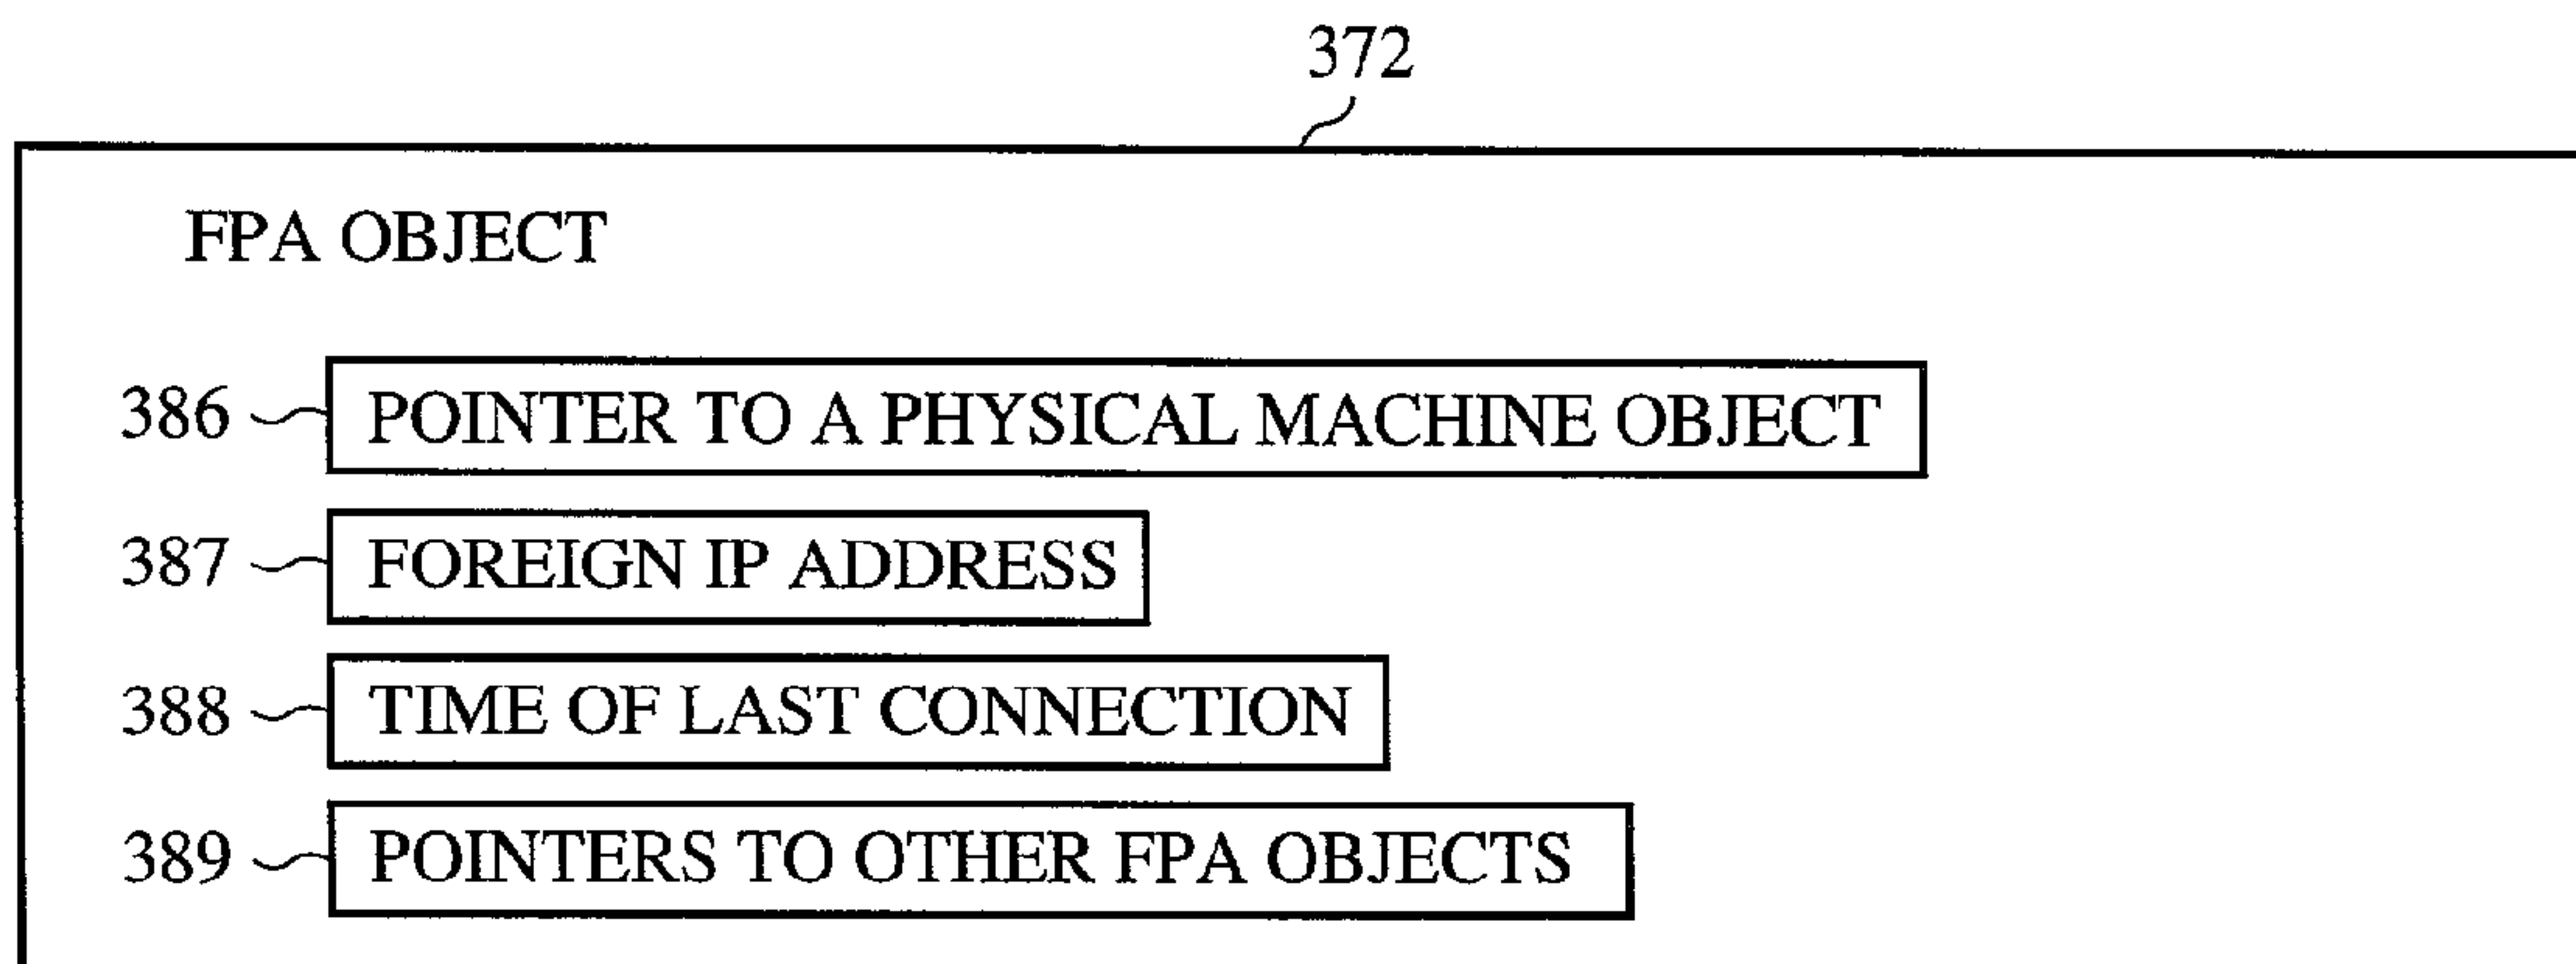 372
FPA OBJECT
386 POINTER TO A PHYSICAL MACHINE OBJECT
387 FOREIGN IP ADDRESS
388 TIME OF LAST CONNECTION
389 POINTERS TO OTHER FPA OBJECTS